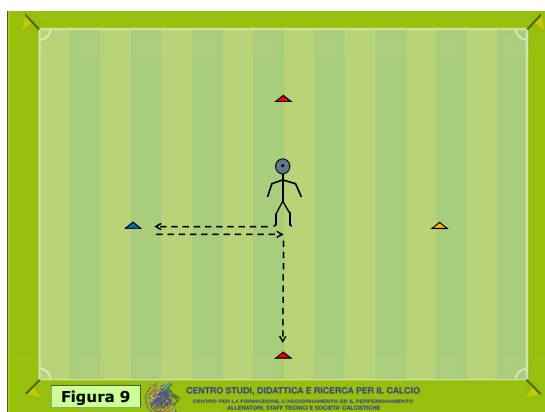 Figura 9
CENTRO STUDI, DIDATTICA E RICERCA PER IL CALCIO
CENTRO PER LA FORMAZIONE, L'AGGIORNAMENTO ED IL PERFEZIONAMENTO
ALLENATORI, STAFF TECNICI E SOCIETA' CALCISTICHE